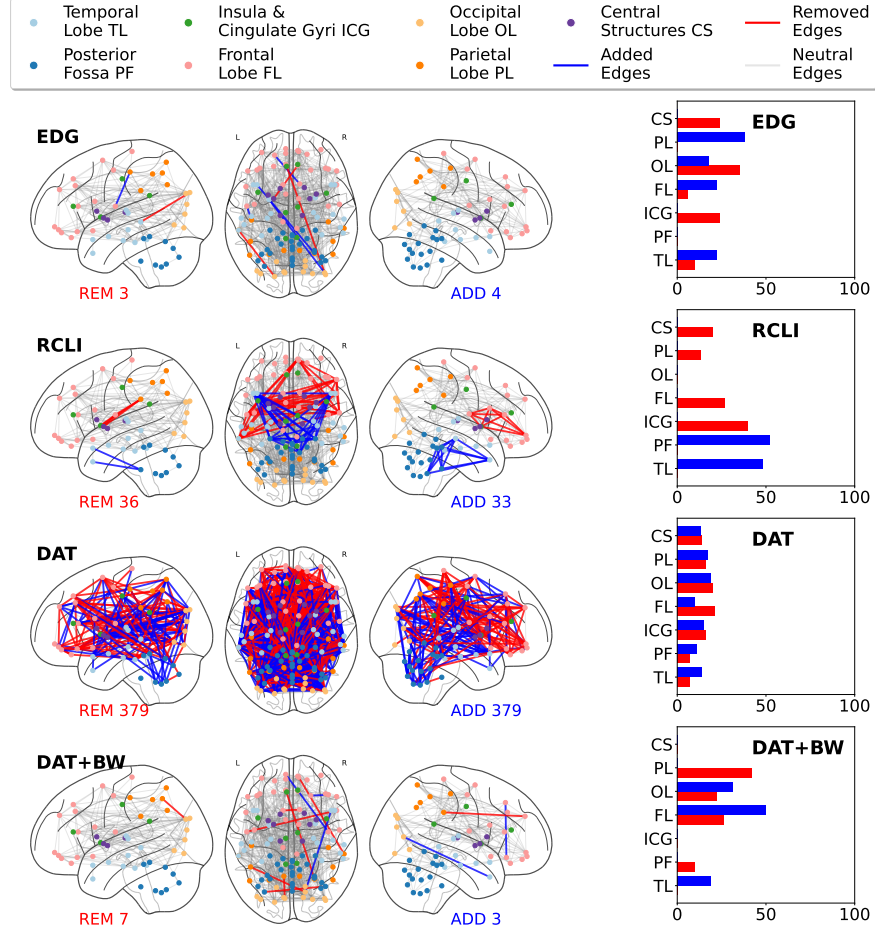 Temporal Lobe TL
Insula & Cingulate Gyri ICG
Occipital Lobe OL
Central Structures CS
Removed Edges
Posterior Fossa PF
Frontal Lobe FL
Parietal Lobe PL
Added Edges
Neutral Edges
EDG
L R
REM 3
ADD 4
EDG
CS
PL
OL
FL
ICG
PF
TL
0 50 100
RCLI
L R
REM 36
ADD 33
RCLI
CS
PL
OL
FL
ICG
PF
TL
0 50 100
DAT
L R
REM 379
ADD 379
DAT
CS
PL
OL
FL
ICG
PF
TL
0 50 100
DAT+BW
L R
REM 7
ADD 3
DAT+BW
CS
PL
OL
FL
ICG
PF
TL
0 50 100